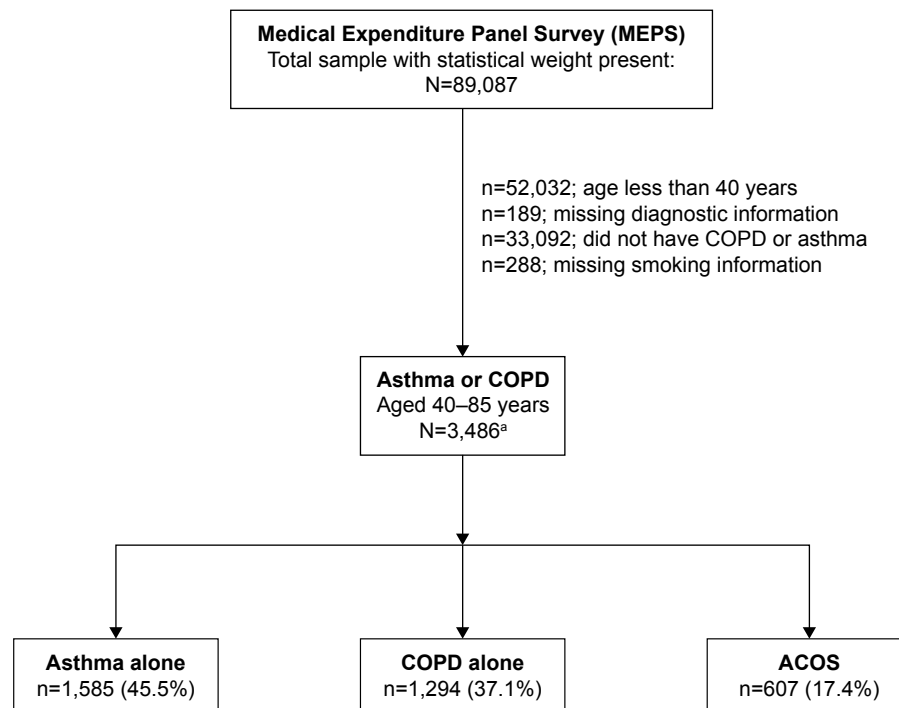 Medical Expenditure Panel Survey (MEPS)
Total sample with statistical weight present:
N=89,087
n=52,032; age less than 40 years
n=189; missing diagnostic information
n=33,092; did not have COPD or asthma
n=288; missing smoking information
Asthma or COPD
Aged 40–85 years
N=3,486ᵃ
Asthma alone
n=1,585 (45.5%)
COPD alone
n=1,294 (37.1%)
ACOS
n=607 (17.4%)